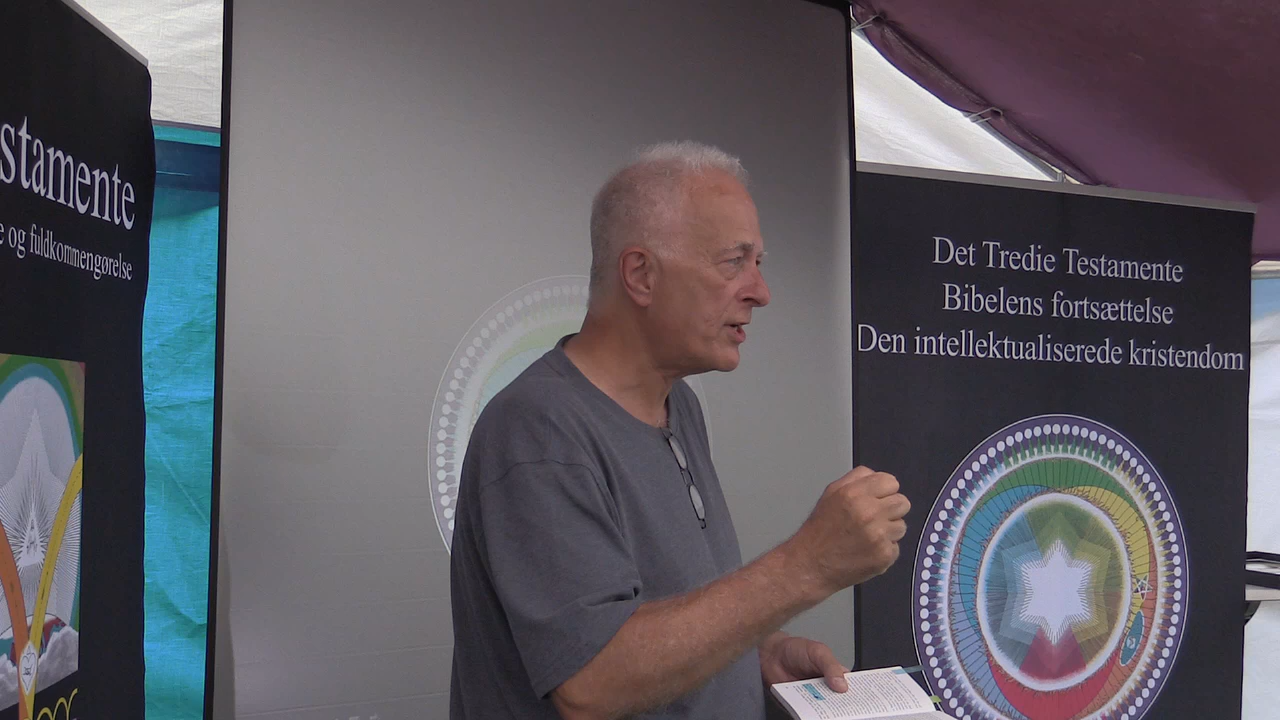 stamente
e og fuldkommengørelse
Det Tredie Testamente
Bibelens fortsættelse
Den intellektualiserede kristendom